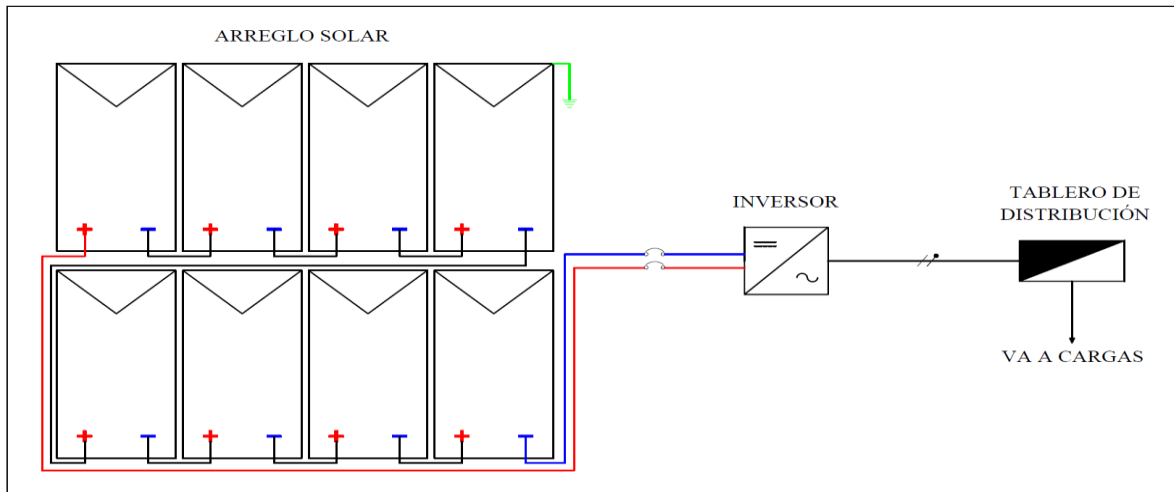 ARREGLO SOLAR
INVERSOR
TABLERO DE
DISTRIBUCIÓN
VA A CARGAS